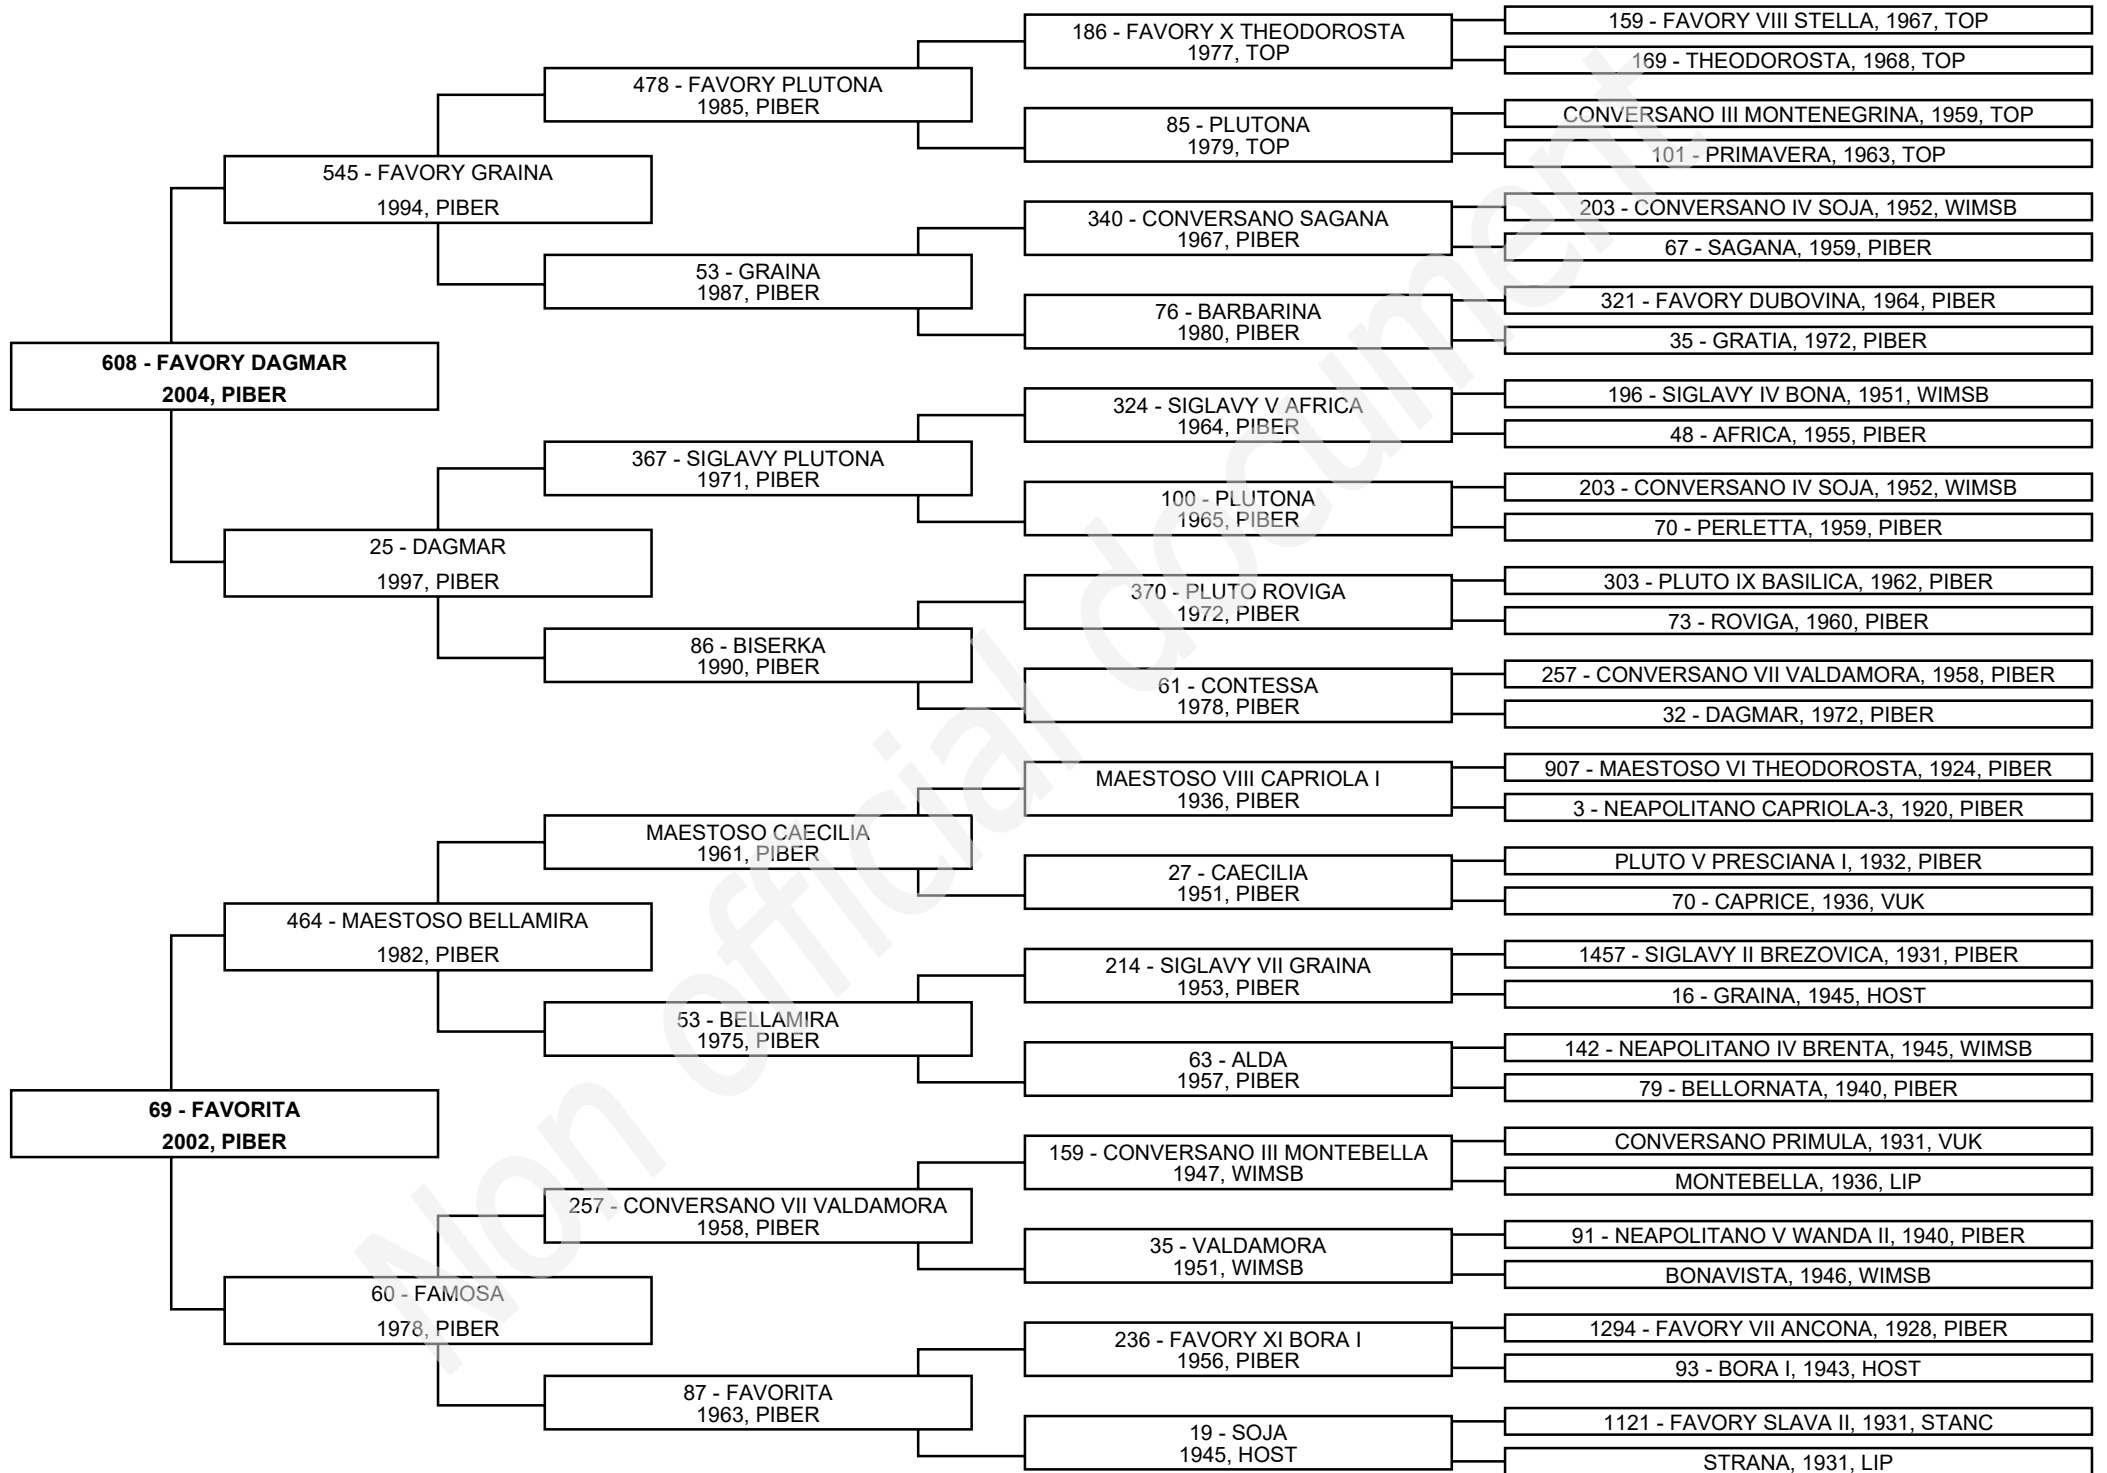 608 - FAVORY DAGMAR
2004, PIBER
69 - FAVORITA
2002, PIBER
545 - FAVORY GRAINA
1994, PIBER
25 - DAGMAR
1997, PIBER
464 - MAESTOSO BELLAMIRA
1982, PIBER
60 - FAMOSA
1978, PIBER
478 - FAVORY PLUTONA
1985, PIBER
53 - GRAINA
1987, PIBER
367 - SIGLAVY PLUTONA
1971, PIBER
86 - BISERKA
1990, PIBER
MAESTOSO CAECILIA
1961, PIBER
53 - BELLAMIRA
1975, PIBER
257 - CONVERSANO VII VALDAMORA
1958, PIBER
87 - FAVORITA
1963, PIBER
186 - FAVORY X THEODOROSTA
1977, TOP
85 - PLUTONA
1979, TOP
340 - CONVERSANO SAGANA
1967, PIBER
76 - BARBARINA
1980, PIBER
324 - SIGLAVY V AFRICA
1964, PIBER
100 - PLUTONA
1965, PIBER
370 - PLUTO ROVIGA
1972, PIBER
61 - CONTESSA
1978, PIBER
MAESTOSO VIII CAPRIOLA I
1936, PIBER
27 - CAECILIA
1951, PIBER
214 - SIGLAVY VII GRAINA
1953, PIBER
63 - ALDA
1957, PIBER
159 - CONVERSANO III MONTEBELLA
1947, WIMSB
35 - VALDAMORA
1951, WIMSB
236 - FAVORY XI BORA I
1956, PIBER
19 - SOJA
1945, HOST
159 - FAVORY VIII STELLA, 1967, TOP
169 - THEODOROSTA, 1968, TOP
CONVERSANO III MONTENEGRINA, 1959, TOP
101 - PRIMAVERA, 1963, TOP
203 - CONVERSANO IV SOJA, 1952, WIMSB
67 - SAGANA, 1959, PIBER
321 - FAVORY DUBOVINA, 1964, PIBER
35 - GRATIA, 1972, PIBER
196 - SIGLAVY IV BONA, 1951, WIMSB
48 - AFRICA, 1955, PIBER
203 - CONVERSANO IV SOJA, 1952, WIMSB
70 - PERLETTA, 1959, PIBER
303 - PLUTO IX BASILICA, 1962, PIBER
73 - ROVIGA, 1960, PIBER
257 - CONVERSANO VII VALDAMORA, 1958, PIBER
32 - DAGMAR, 1972, PIBER
907 - MAESTOSO VI THEODOROSTA, 1924, PIBER
3 - NEAPOLITANO CAPRIOLA-3, 1920, PIBER
PLUTO V PRESCIANA I, 1932, PIBER
70 - CAPRICE, 1936, VUK
1457 - SIGLAVY II BREZOVICA, 1931, PIBER
16 - GRAINA, 1945, HOST
142 - NEAPOLITANO IV BRENTA, 1945, WIMSB
79 - BELLORNATA, 1940, PIBER
CONVERSANO PRIMULA, 1931, VUK
MONTEBELLA, 1936, LIP
91 - NEAPOLITANO V WANDA II, 1940, PIBER
BONAVISTA, 1946, WIMSB
1294 - FAVORY VII ANCONA, 1928, PIBER
93 - BORA I, 1943, HOST
1121 - FAVORY SLAVA II, 1931, STANC
STRANA, 1931, LIP
Non official document